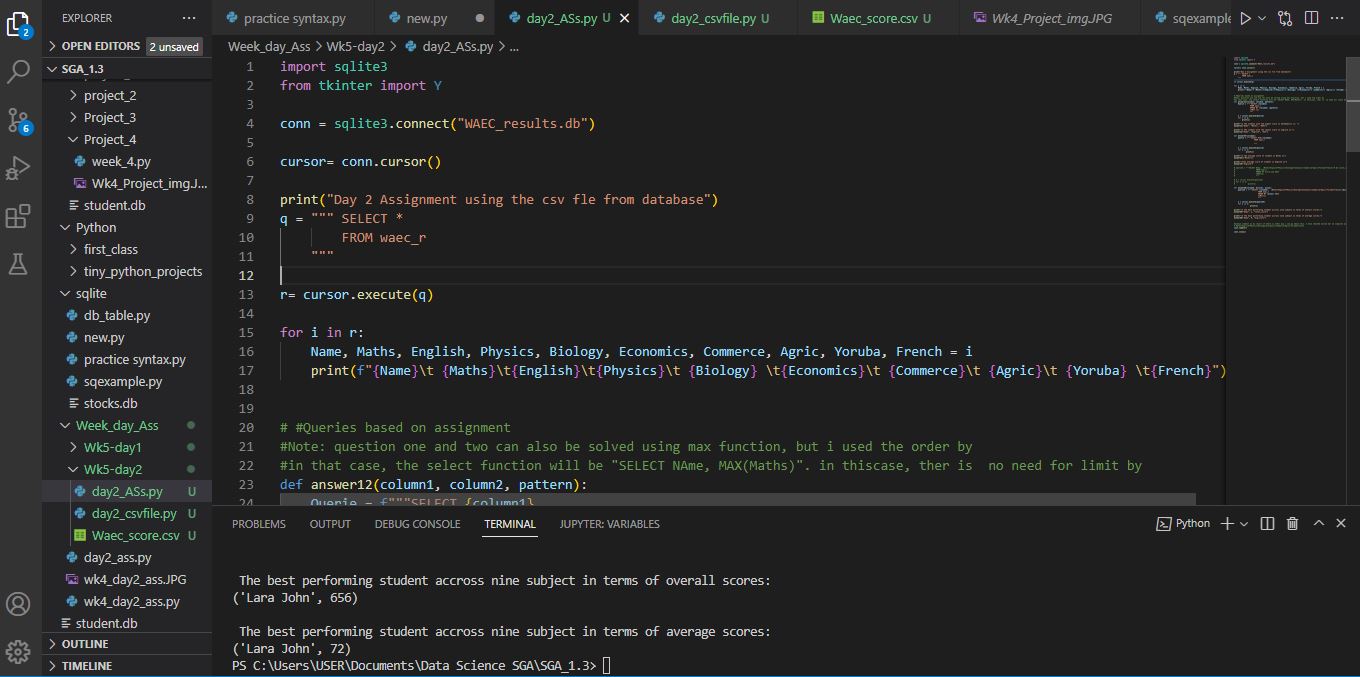 EXPLORER
practice syntax.py
new.py
day2_ASs.py U
day2_csvfile.py U
Waec_score.csv U
Wk4_Project_imgJPG
sqexample
OPEN EDITORS 2 unsaved
Week_day_Ass > Wk5-day2 > day2_ASs.py > ...
SGA_1.3
project_2
Project_3
Project_4
week_4.py
Wk4_Project_img.J...
student.db
Python
first_class
tiny_python_projects
sqlite
db_table.py
new.py
practice syntax.py
sqexample.py
stocks.db
Week_day_Ass
Wk5-day1
Wk5-day2
day2_ASs.py U
day2_csvfile.py U
Waec_score.csv U
day2_ass.py
wk4_day2_ass.JPG
wk4_day2_ass.py
student.db
OUTLINE
TIMELINE
2
6
1 import sqlite3
2 from tkinter import Y
3
4 conn = sqlite3.connect("WAEC_results.db")
5
6 cursor= conn.cursor()
7
8 print("Day 2 Assignment using the csv fle from database")
9 q = """ SELECT *
10 FROM waec_r
11 """
12
13 r= cursor.execute(q)
14
15 for i in r:
16 Name, Maths, English, Physics, Biology, Economics, Commerce, Agric, Yoruba, French = i
17 print(f"{Name}\t {Maths}\t{English}\t{Physics}\t {Biology} \t{Economics}\t {Commerce}\t {Agric}\t {Yoruba} \t{French}")
18
19
20 # #Queries based on assignment
21 #Note: question one and two can also be solved using max function, but i used the order by
22 #in that case, the select function will be "SELECT NAme, MAX(Maths)". in thiscase, ther is  no need for limit by
23 def answer12(column1, column2, pattern):
24 Querie = f"""SELECT {column1}
PROBLEMS OUTPUT DEBUG CONSOLE TERMINAL JUPYTER: VARIABLES
Python
The best performing student accross nine subject in terms of overall scores:
('Lara John', 656)
The best performing student accross nine subject in terms of average scores:
('Lara John', 72)
PS C:\Users\USER\Documents\Data Science SGA\SGA_1.3>